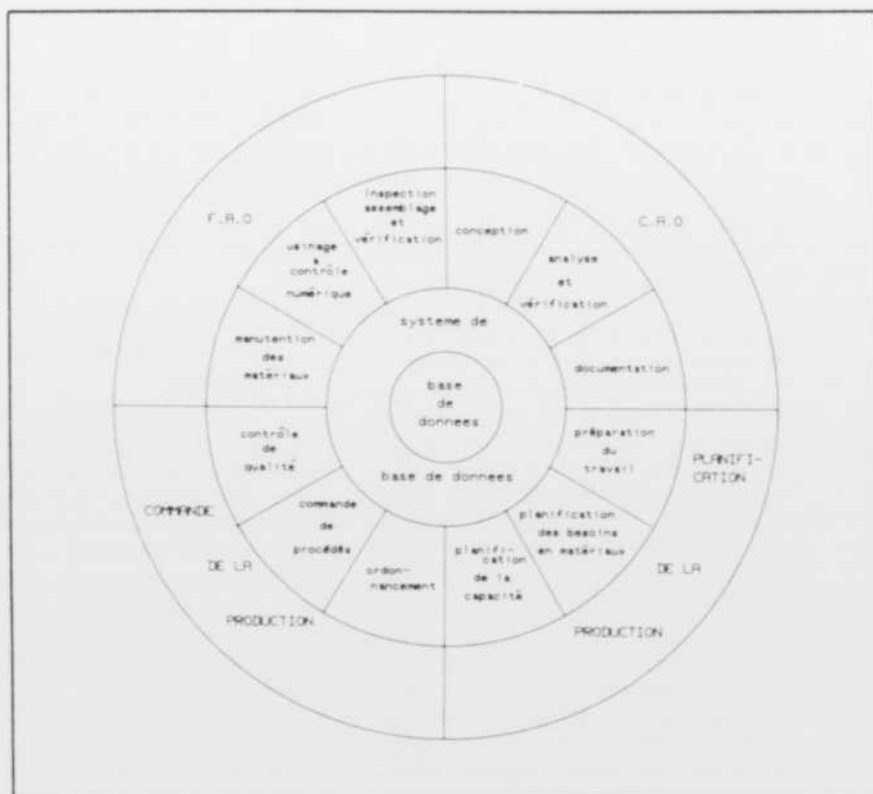 F.A.O
C.A.O
inspection
assemblage
et
vérification
conception
usinage
à
contrôle
numérique
analyse
et
vérification
manutention
des
matériaux
documentation
système de
base
de
donnees
base de donnees
contrôle
de
qualité
préparation
du
travail
PLANIFI-
CATION
DE LA
PRODUCTION
COMMANDE
DE LA
PRODUCTION
commande
de
procédés
ordon-
nancement
planifi-
cation
de la
capacité
planification
des besoins
en matériaux